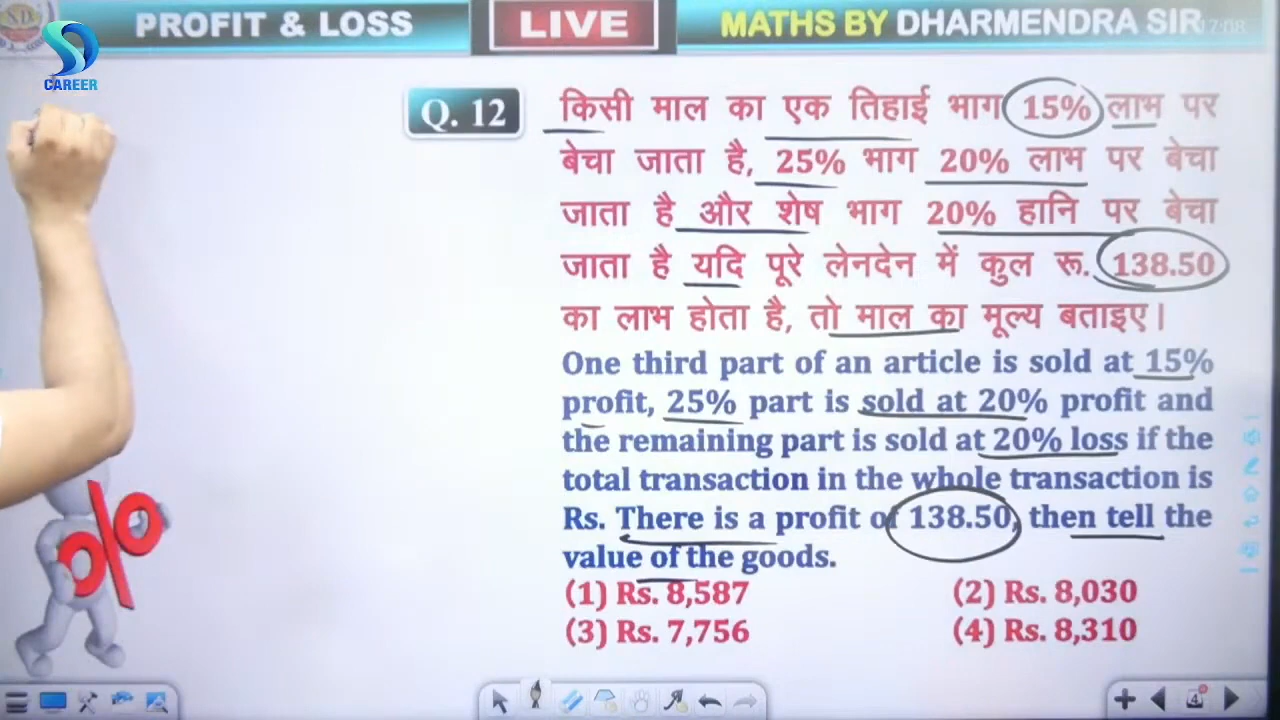 PROFIT & LOSS
LIVE
MATHS BY DHARMENDRA SIR
17:08
CAREER
Q. 12
किसी माल का एक तिहाई भाग 15% लाभ पर
बेचा जाता है, 25% भाग 20% लाभ पर बेचा
जाता है और शेष भाग 20% हानि पर बेचा
जाता है यदि पूरे लेनदेन में कुल रू. 138.50
का लाभ होता है, तो माल का मूल्य बताइए।
One third part of an article is sold at 15%
profit, 25% part is sold at 20% profit and
the remaining part is sold at 20% loss if the
total transaction in the whole transaction is
Rs. There is a profit of 138.50, then tell the
value of the goods.
(1) Rs. 8,587
(2) Rs. 8,030
(3) Rs. 7,756
(4) Rs. 8,310
%
4